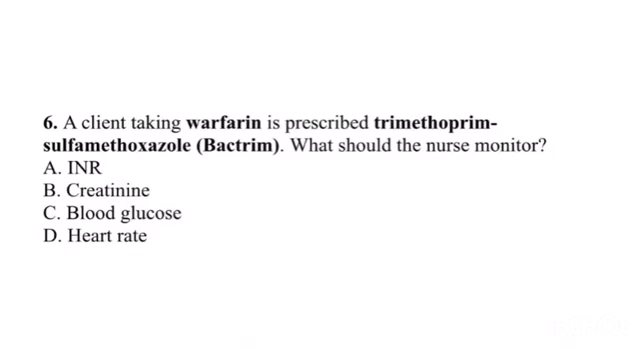 6. A client taking warfarin is prescribed trimethoprim-
sulfamethoxazole (Bactrim). What should the nurse monitor?
A. INR
B. Creatinine
C. Blood glucose
D. Heart rate